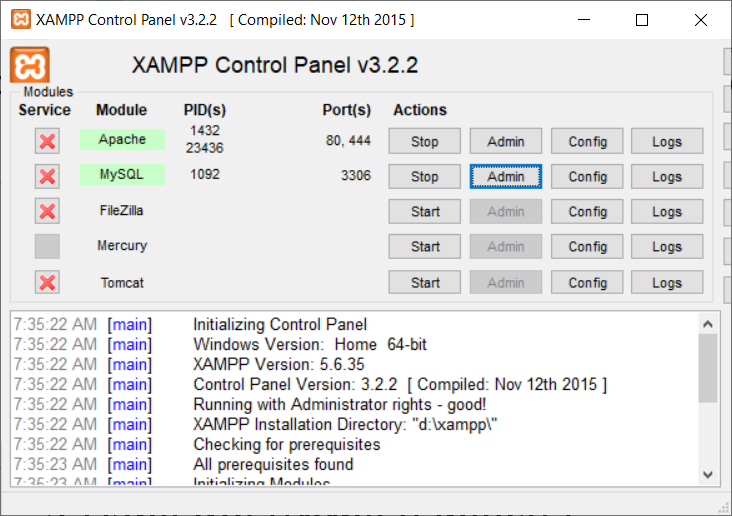 XAMPP Control Panel v3.2.2 [ Compiled: Nov 12th 2015 ]
XAMPP Control Panel v3.2.2
Modules
Service Module PID(s) Port(s) Actions
Apache 1432 23436 80, 444 Stop Admin Config Logs
MySQL 1092 3306 Stop Admin Config Logs
FileZilla Start Admin Config Logs
Mercury Start Admin Config Logs
Tomcat Start Admin Config Logs
7:35:22 AM [main] Initializing Control Panel
7:35:22 AM [main] Windows Version: Home 64-bit
7:35:22 AM [main] XAMPP Version: 5.6.35
7:35:22 AM [main] Control Panel Version: 3.2.2 [ Compiled: Nov 12th 2015 ]
7:35:22 AM [main] Running with Administrator rights - good!
7:35:22 AM [main] XAMPP Installation Directory: "d:\xampp\"
7:35:22 AM [main] Checking for prerequisites
7:35:23 AM [main] All prerequisites found
7:35:23 AM [main] Initializing Modules